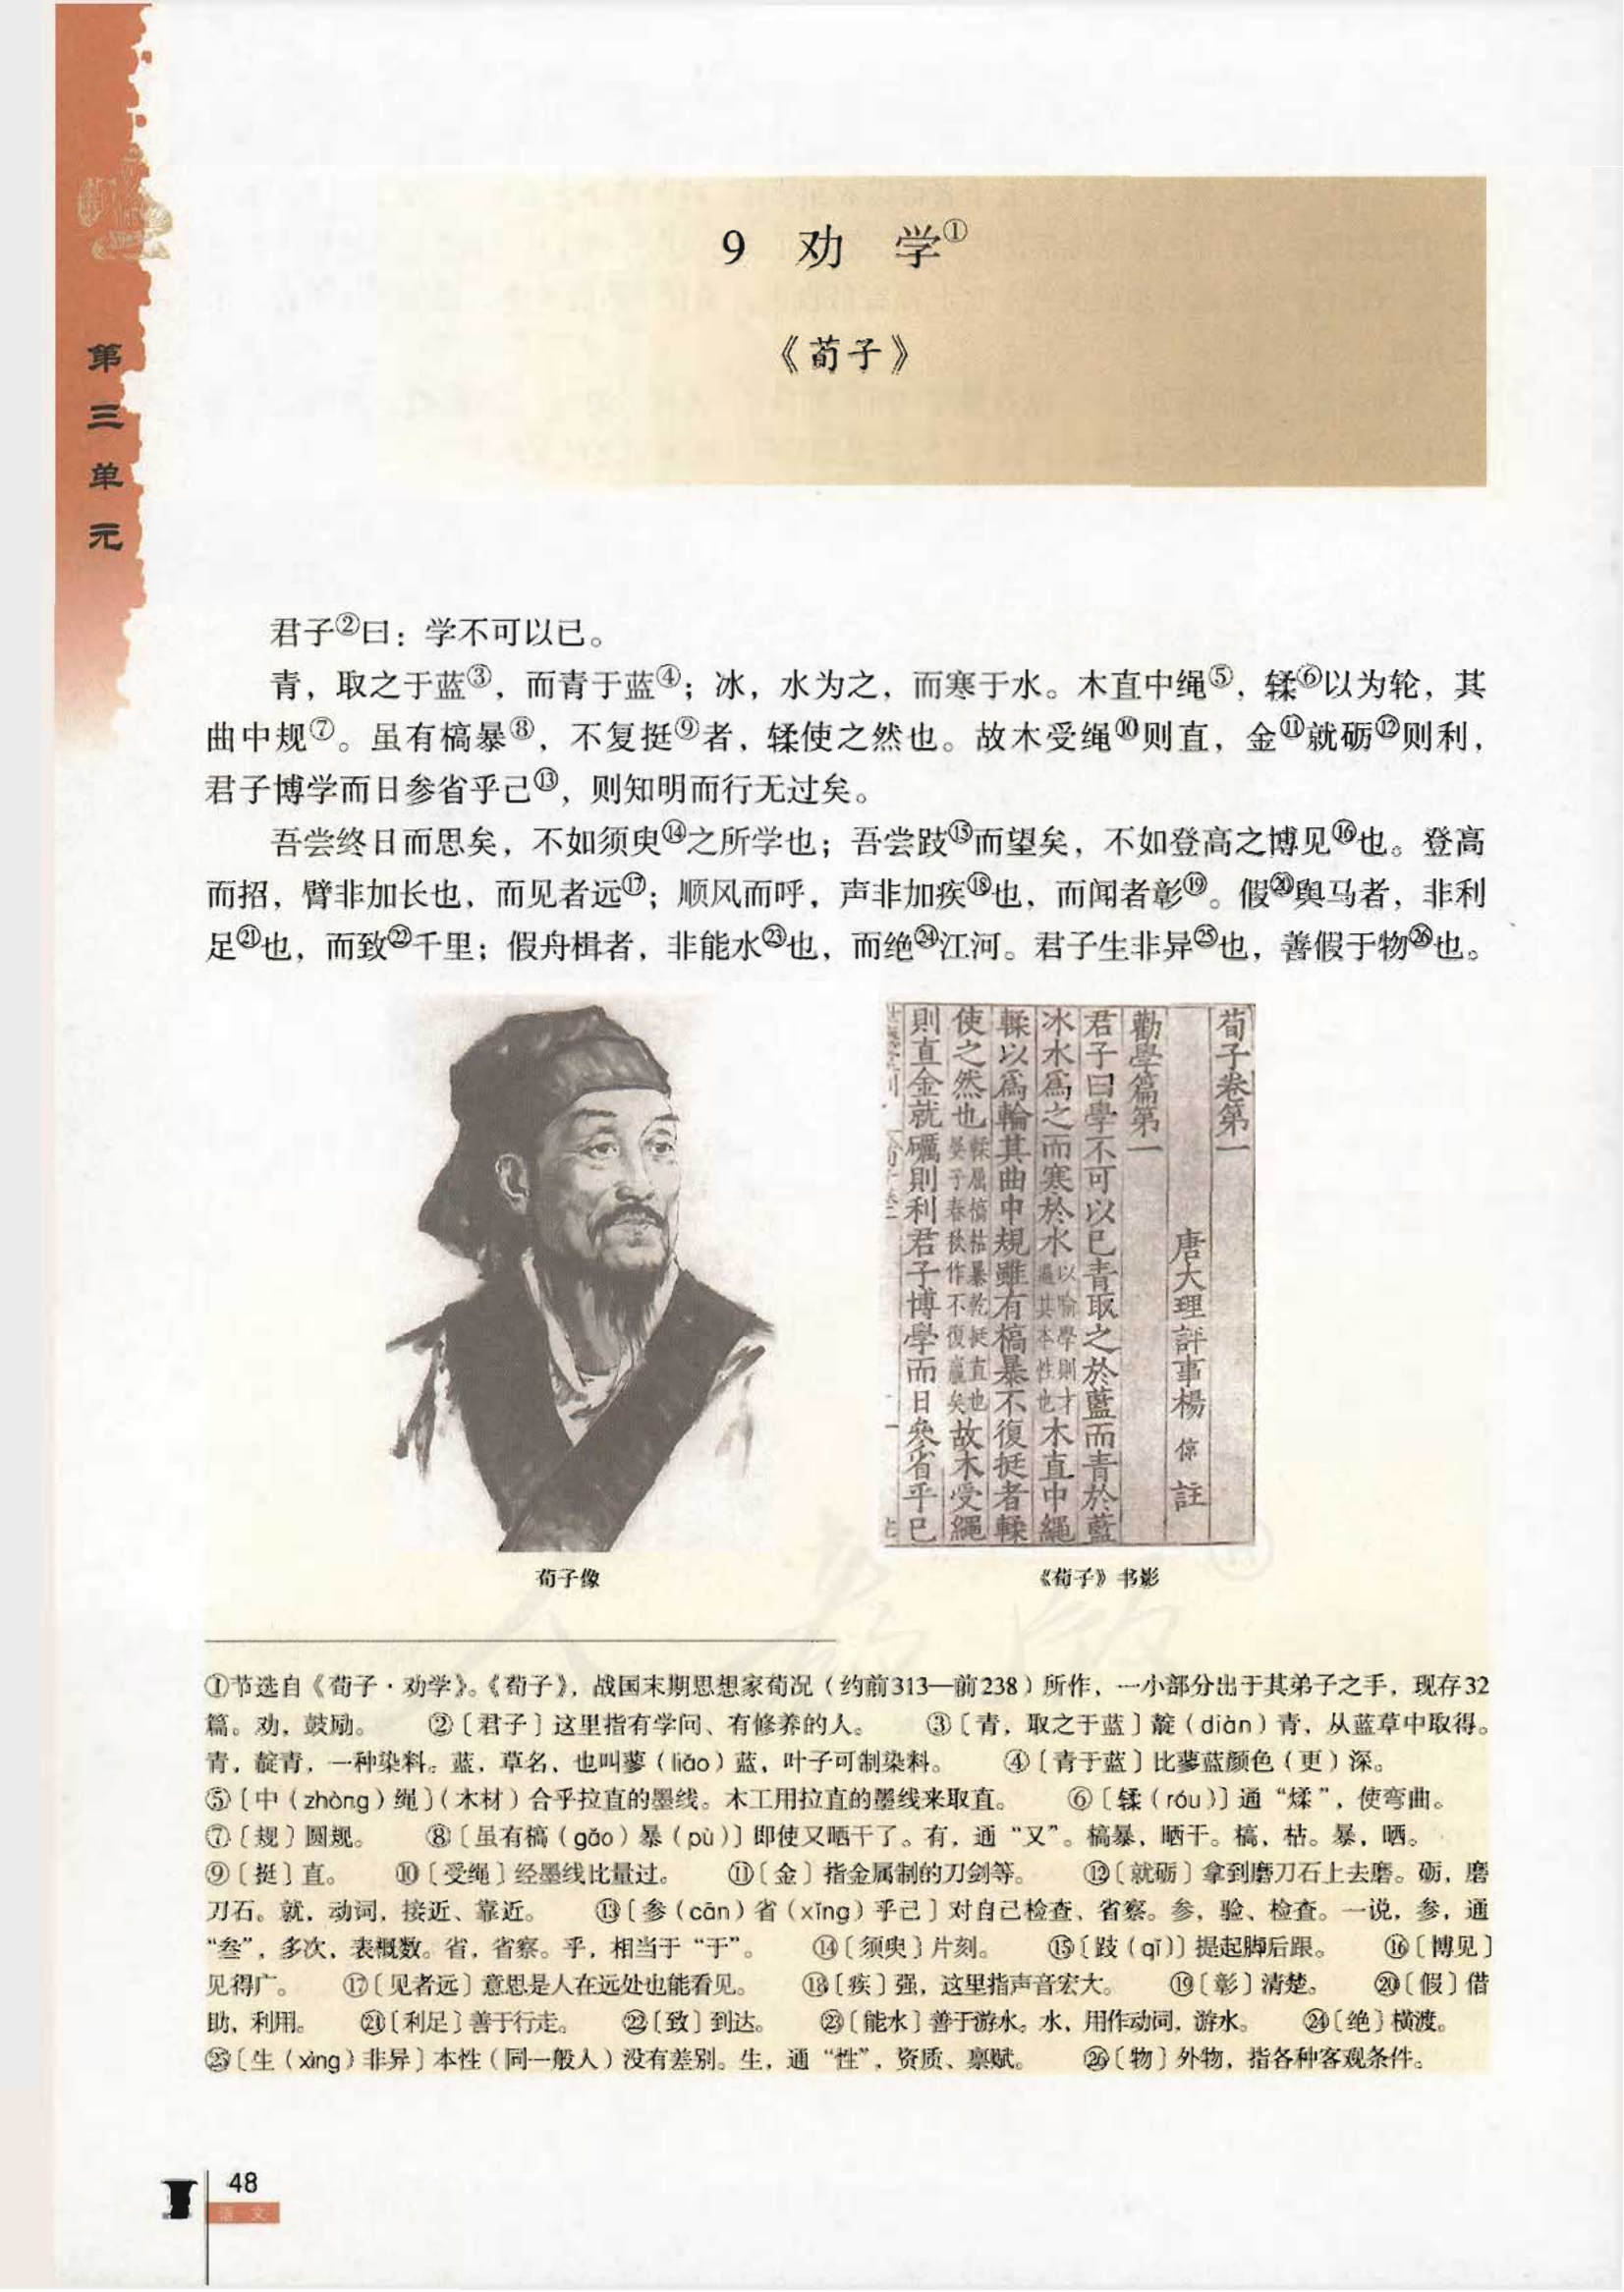 第三单元
9 劝 学①
《荀子》
君子②曰：学不可以已。
青，取之于蓝③，而青于蓝④；冰，水为之，而寒于水。木直中绳⑤，𫐓⑥以为轮，其
曲中规⑦。虽有槁暴⑧，不复挺⑨者，𫐓使之然也。故木受绳⑩则直，金⑪就砺⑫则利，
君子博学而日参省乎己⑬，则知明而行无过矣。
吾尝终日而思矣，不如须臾⑭之所学也；吾尝跂⑮而望矣，不如登高之博见⑯也。登高
而招，臂非加长也，而见者远⑰；顺风而呼，声非加疾⑱也，而闻者彰⑲。假⑳舆马者，非利
足㉑也，而致㉒千里；假舟楫者，非能水㉓也，而绝㉔江河。君子生非异㉕也，善假于物㉖也。
荀子卷第一
唐大理評事楊 倞 註
勸學篇第一
君子曰學不可以已青取之於藍而青於藍
冰水爲之而寒於水以喻學則才過其本性也木直中繩
輮以爲輪其曲中規雖有槁暴不復挺者輮
使之然也輮屈槁枯暴乾挺直也晏子春秋作不復贏矣故木受繩
則直金就礪則利君子博學而日參省乎己
荀子像
《荀子》书影
①节选自《荀子·劝学》。《荀子》，战国末期思想家荀况（约前313—前238）所作，一小部分出于其弟子之手，现存32
篇。劝，鼓励。 ②〔君子〕这里指有学问、有修养的人。 ③〔青，取之于蓝〕靛（diàn）青，从蓝草中取得。
青，靛青，一种染料。蓝，草名，也叫蓼（liǎo）蓝，叶子可制染料。 ④〔青于蓝〕比蓼蓝颜色（更）深。
⑤〔中（zhòng）绳〕（木材）合乎拉直的墨线。木工用拉直的墨线来取直。 ⑥〔𫐓（róu）〕通“煣”，使弯曲。
⑦〔规〕圆规。 ⑧〔虽有槁（gǎo）暴（pù）〕即使又晒干了。有，通“又”。槁暴，晒干。槁，枯。暴，晒。
⑨〔挺〕直。 ⑩〔受绳〕经墨线比量过。 ⑪〔金〕指金属制的刀剑等。 ⑫〔就砺〕拿到磨刀石上去磨。砺，磨
刀石。就，动词，接近、靠近。 ⑬〔参（cān）省（xǐng）乎己〕对自己检查、省察。参，验、检查。一说，参，通
“叁”，多次，表概数。省，省察。乎，相当于“于”。 ⑭〔须臾〕片刻。 ⑮〔跂（qǐ）〕提起脚后跟。 ⑯〔博见〕
见得广。 ⑰〔见者远〕意思是人在远处也能看见。 ⑱〔疾〕强，这里指声音宏大。 ⑲〔彰〕清楚。 ⑳〔假〕借
助，利用。 ㉑〔利足〕善于行走。 ㉒〔致〕到达。 ㉓〔能水〕善于游水。水，用作动词，游水。 ㉔〔绝〕横渡。
㉕〔生（xìng）非异〕本性（同一般人）没有差别。生，通“性”，资质、禀赋。 ㉖〔物〕外物，指各种客观条件。
48
语文